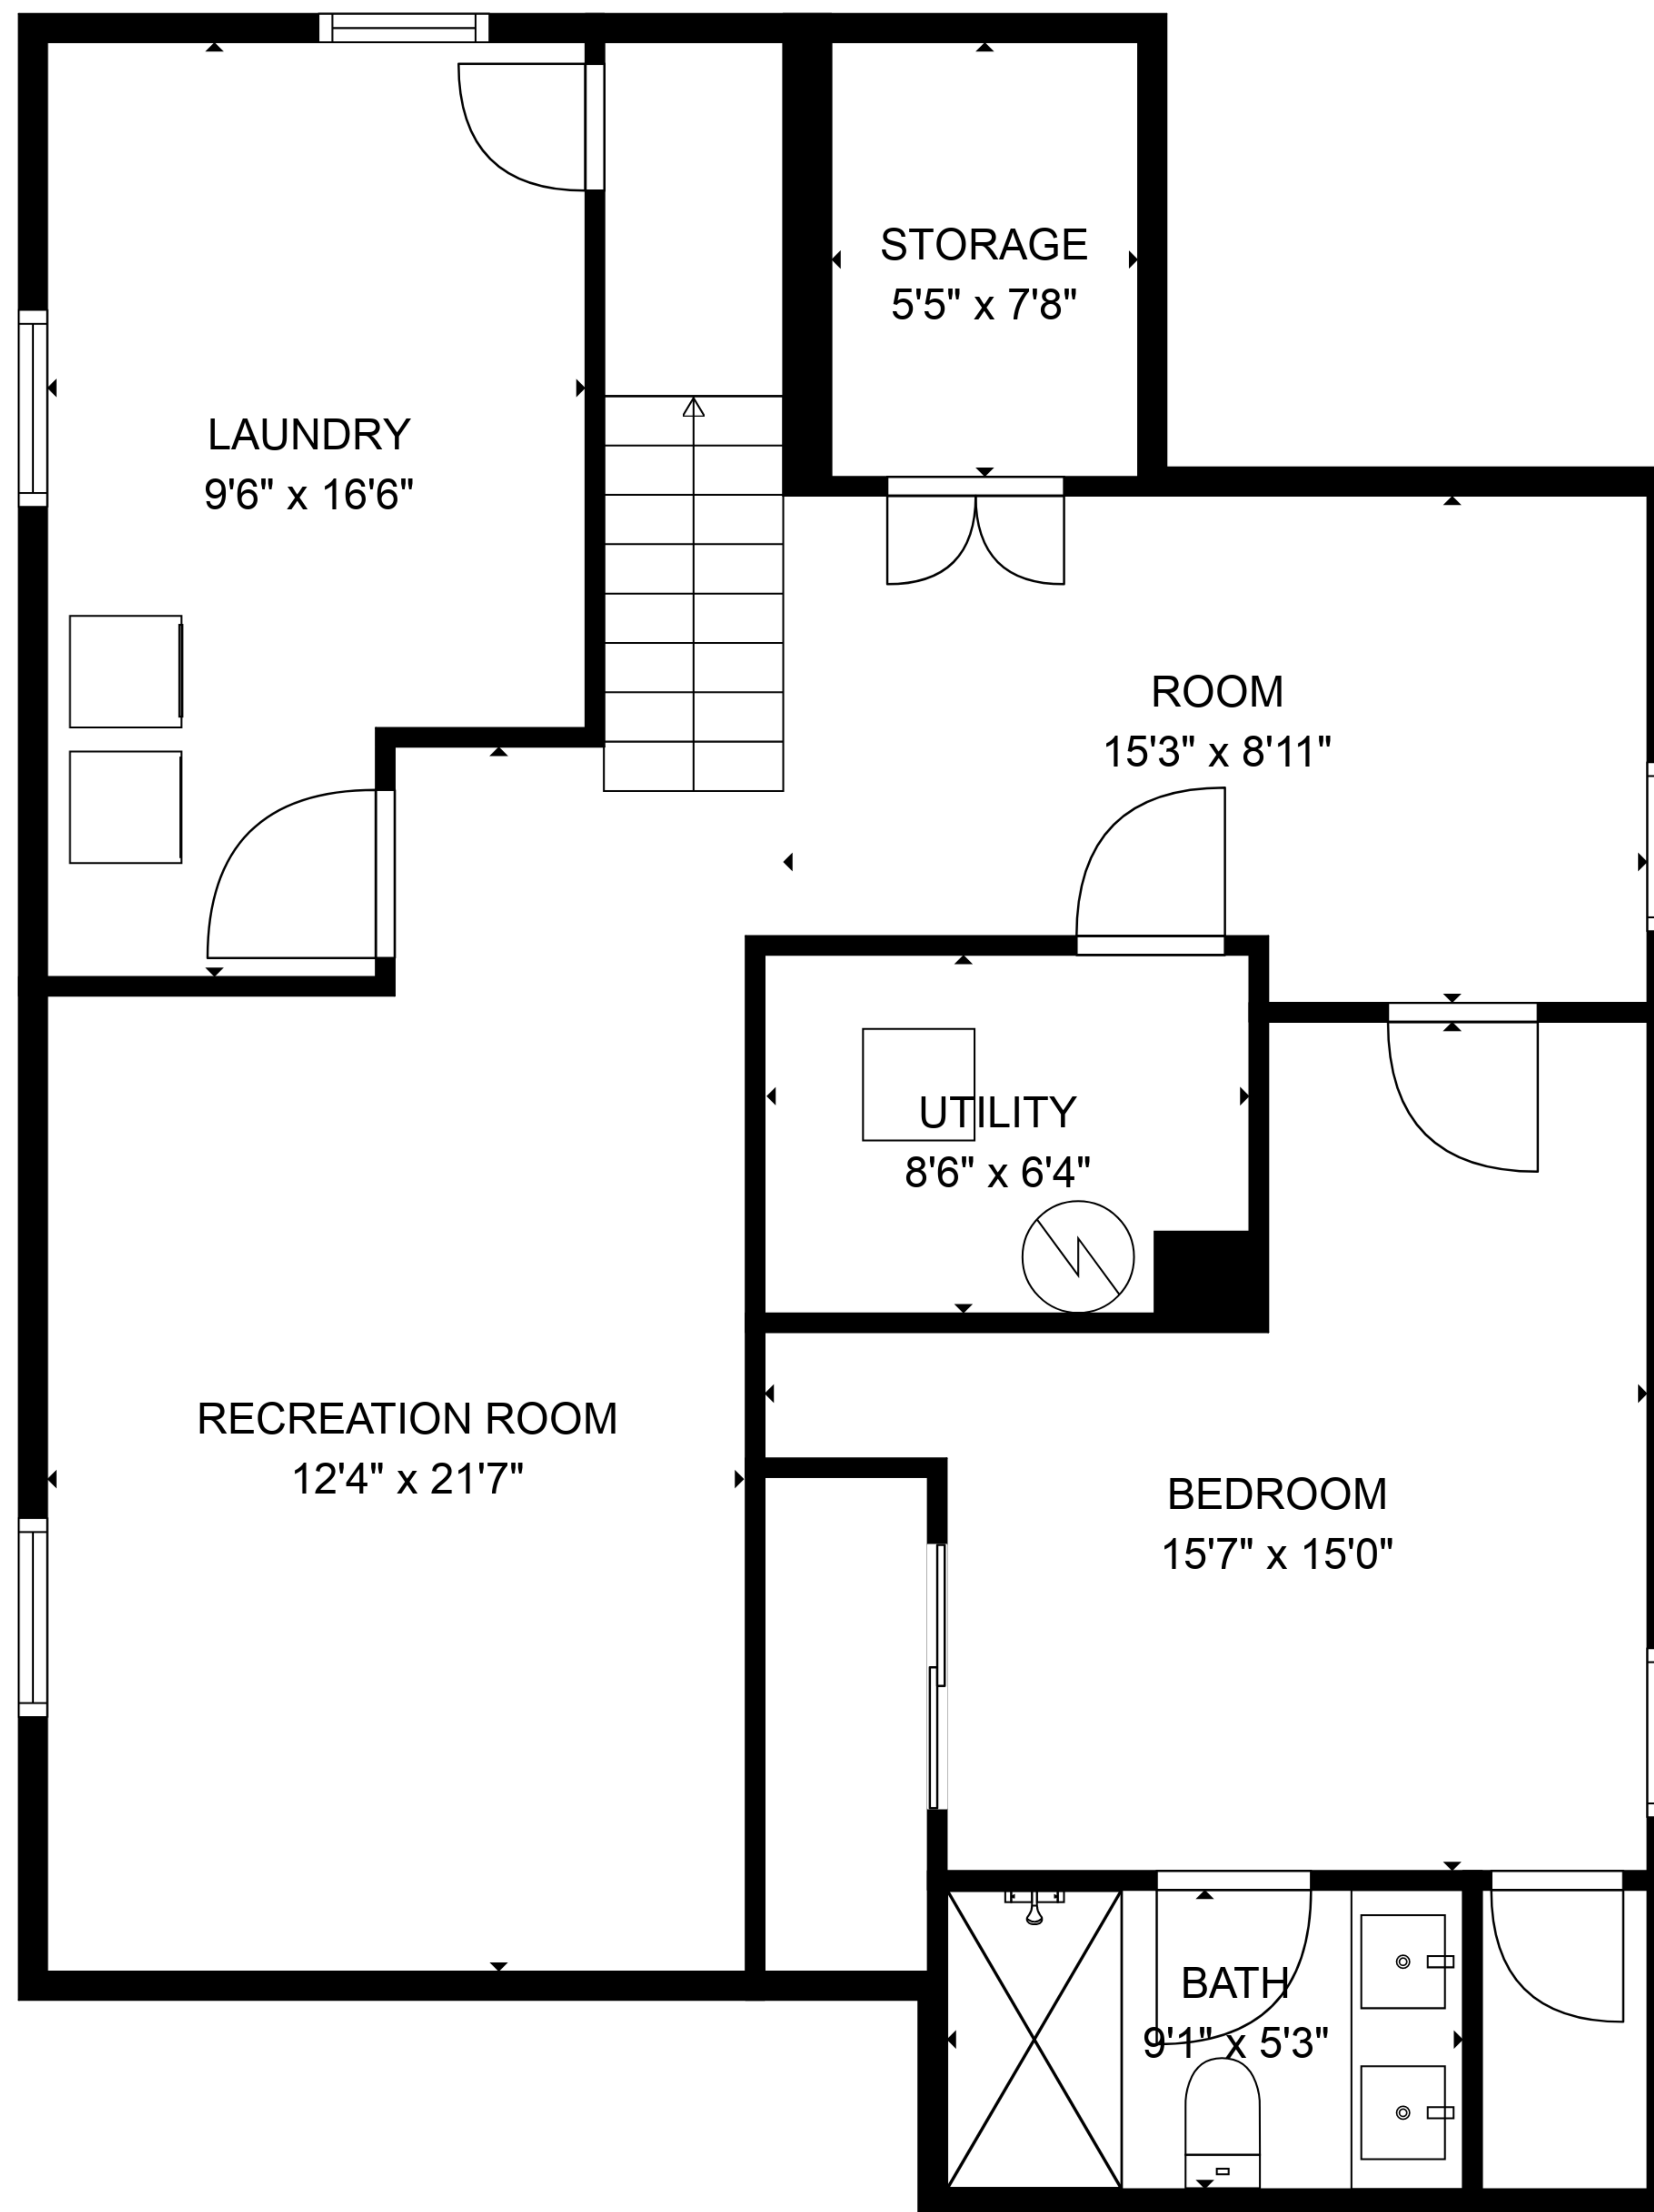 STORAGE
5'5" x 7'8"
LAUNDRY
9'6" x 16'6"
ROOM
15'3" x 8'11"
UTILITY
8'6" x 6'4"
RECREATION ROOM
12'4" x 21'7"
BEDROOM
15'7" x 15'0"
BATH
9'1" x 5'3"